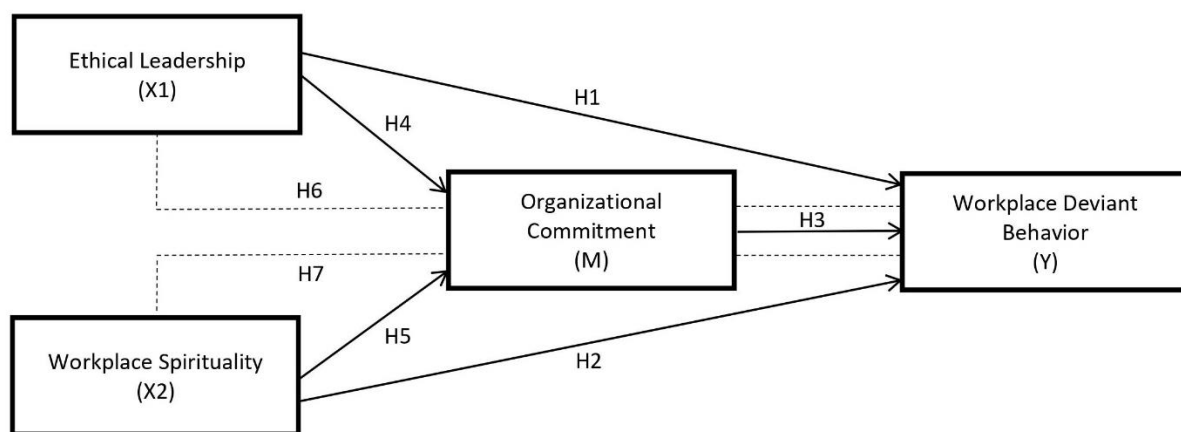 Ethical Leadership
(X1)
H1
H4
H6
Organizational
Commitment
(M)
H3
Workplace Deviant
Behavior
(Y)
H7
H5
H2
Workplace Spirituality
(X2)